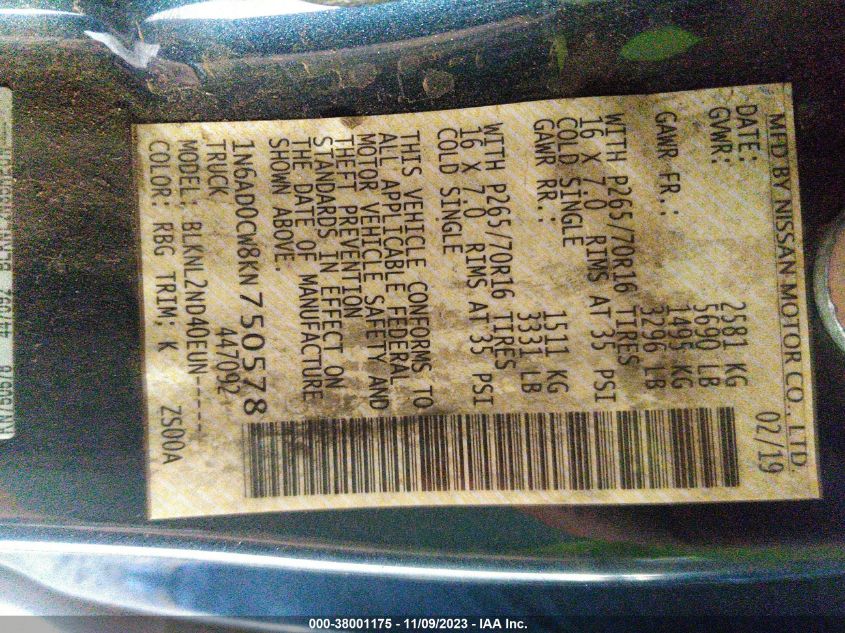 MFD BY NISSAN MOTOR CO., LTD.
DATE: 02/19
GVWR: 2581 KG
5690 LB
GAWR FR.: 1495 KG
3296 LB
WITH P265/70R16 TIRES
16 X 7.0 RIMS AT 35 PSI
COLD SINGLE
GAWR RR.: 1511 KG
3331 LB
WITH P265/70R16 TIRES
16 X 7.0 RIMS AT 35 PSI
COLD SINGLE
THIS VEHICLE CONFORMS TO
ALL APPLICABLE FEDERAL
MOTOR VEHICLE SAFETY AND
THEFT PREVENTION
STANDARDS IN EFFECT ON
THE DATE OF MANUFACTURE
SHOWN ABOVE.
1N6AD0CW8KN750578
TRUCK 447092
MODEL: BLKNL2ND4DEUN-----
COLOR: RBG TRIM: K ZS00A
KN750578 447092
000-38001175 - 11/09/2023 - IAA Inc.